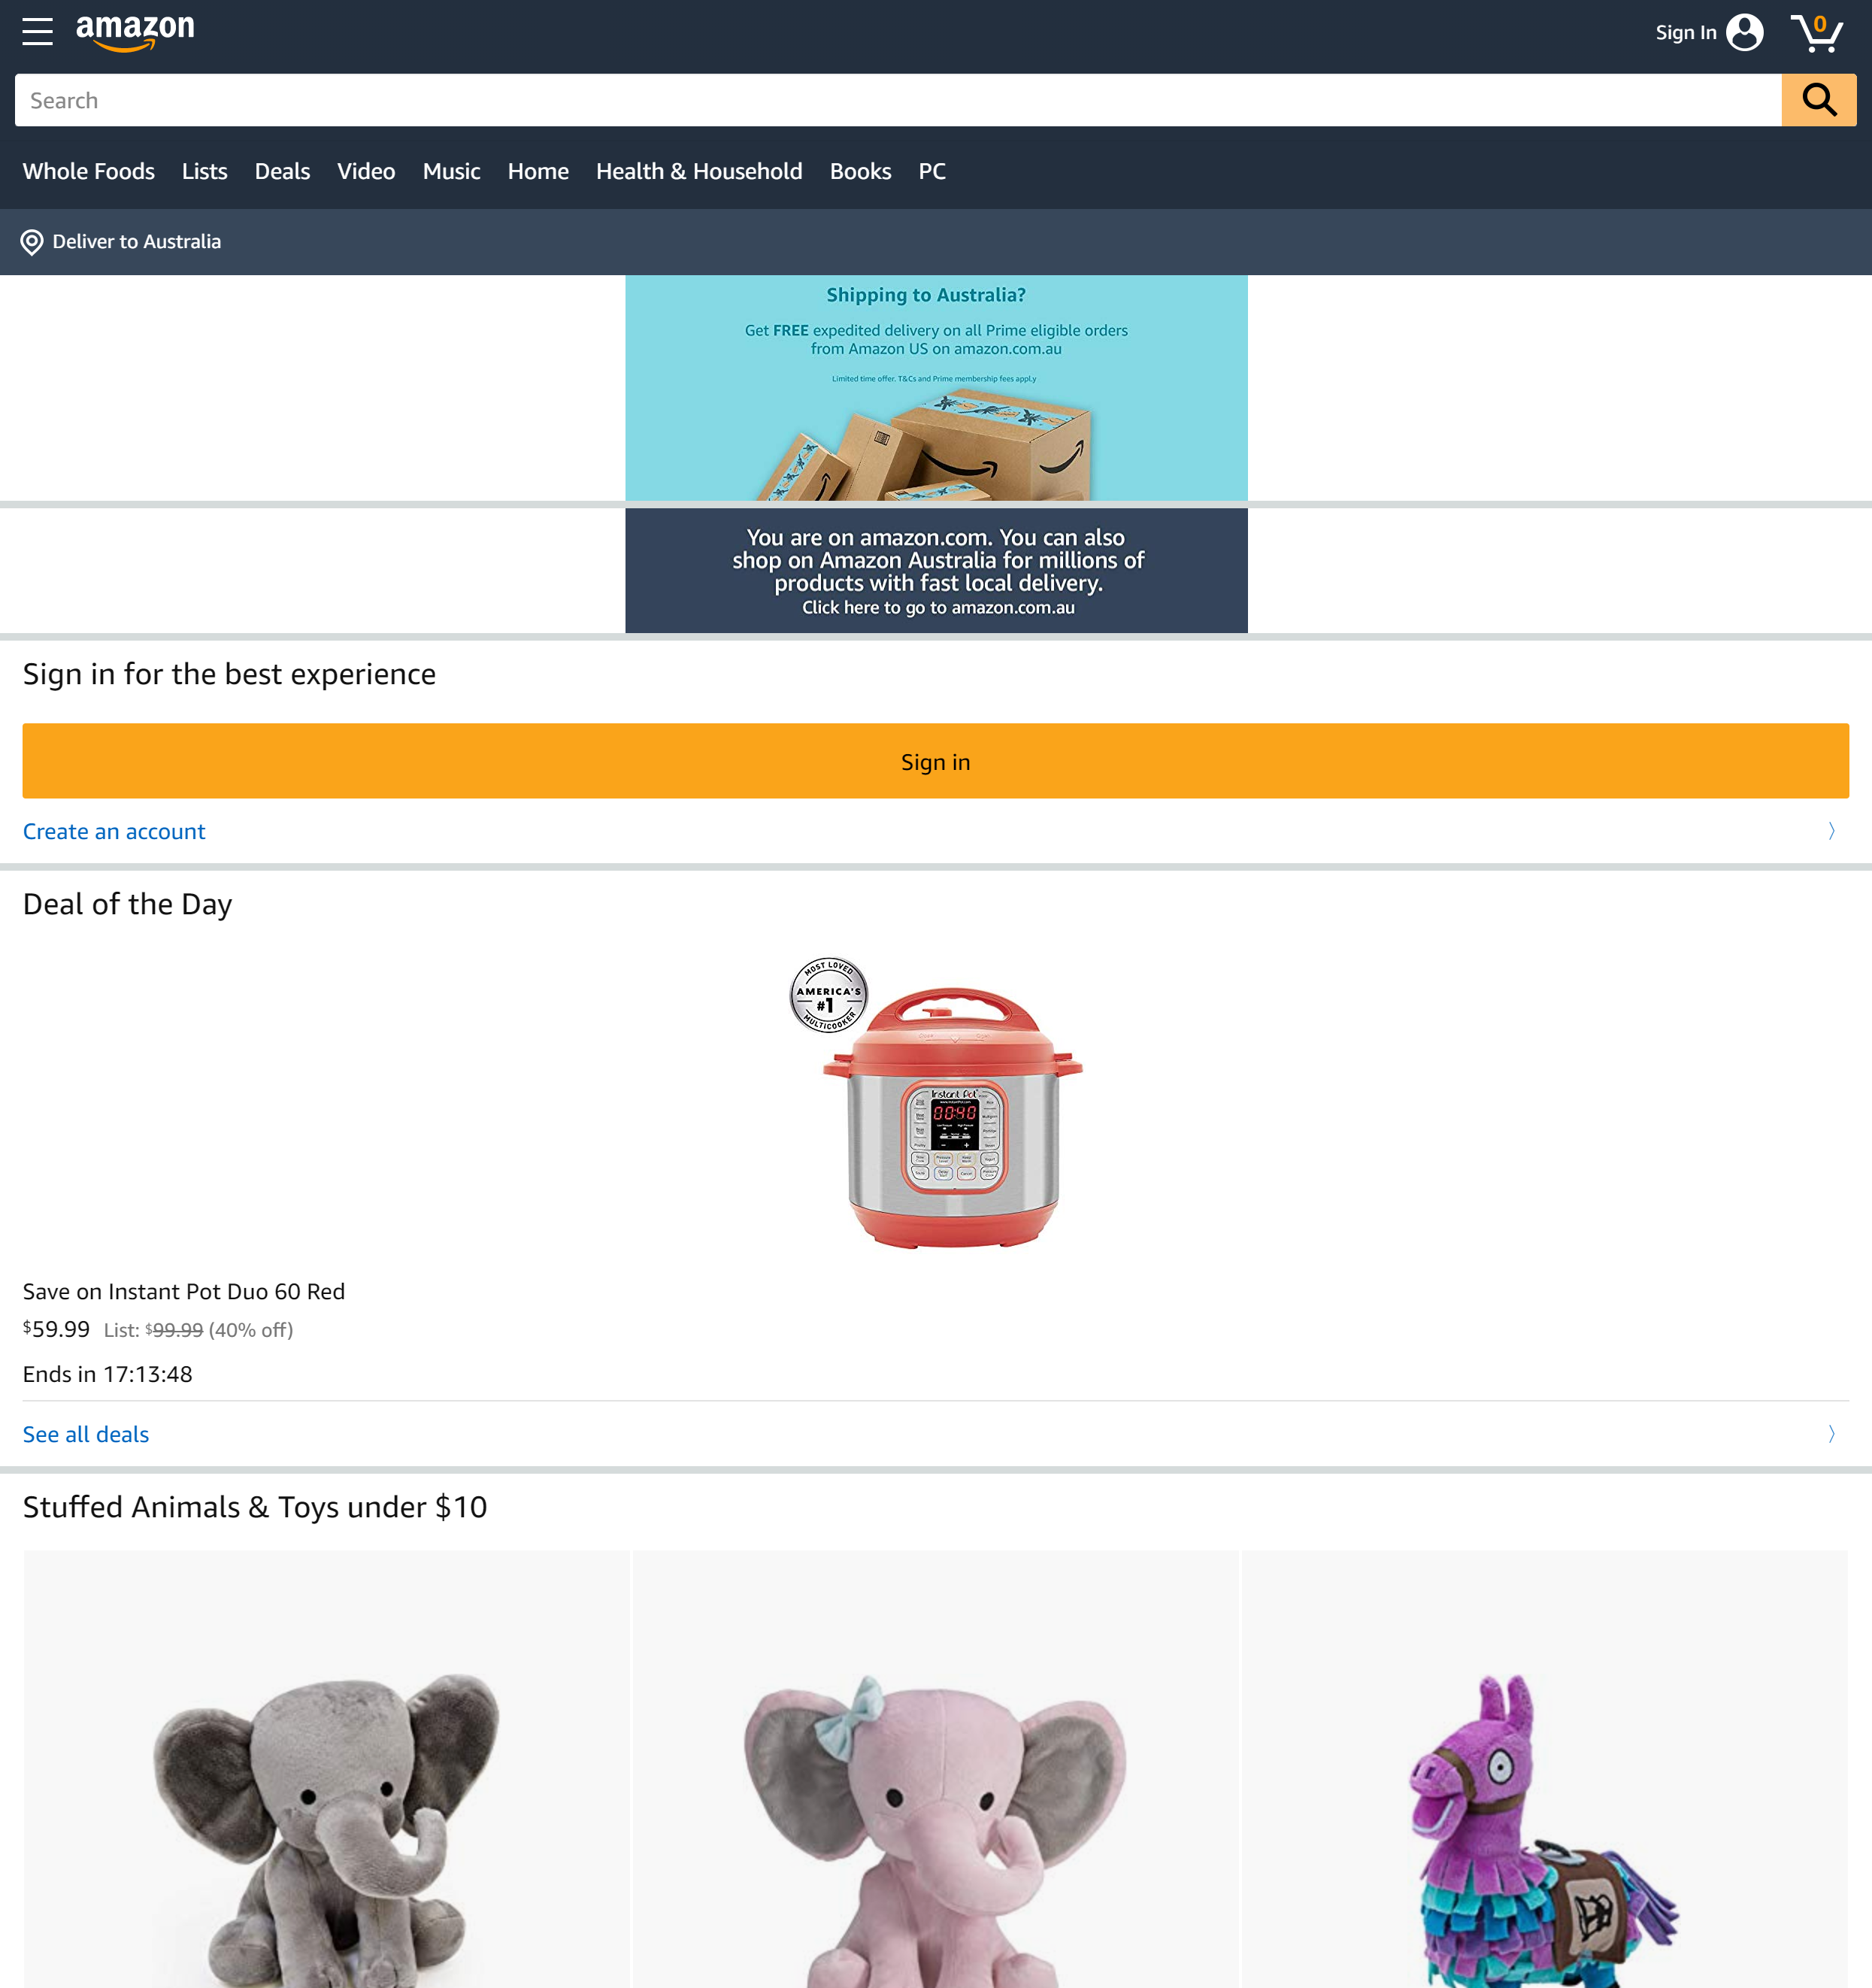 amazon
Sign In
0
Search
Whole Foods Lists Deals Video Music Home Health & Household Books PC
Deliver to Australia
Shipping to Australia?
Get FREE expedited delivery on all Prime eligible orders
from Amazon US on amazon.com.au
Limited time offer. T&Cs and Prime membership fees apply
You are on amazon.com. You can also
shop on Amazon Australia for millions of
products with fast local delivery.
Click here to go to amazon.com.au
Sign in for the best experience
Sign in
Create an account
Deal of the Day
MOST LOVED
AMERICA'S
#1
MULTICOOKER
Instant Pot
00:40
Save on Instant Pot Duo 60 Red
$59.99 List: $99.99 (40% off)
Ends in 17:13:48
See all deals
Stuffed Animals & Toys under $10